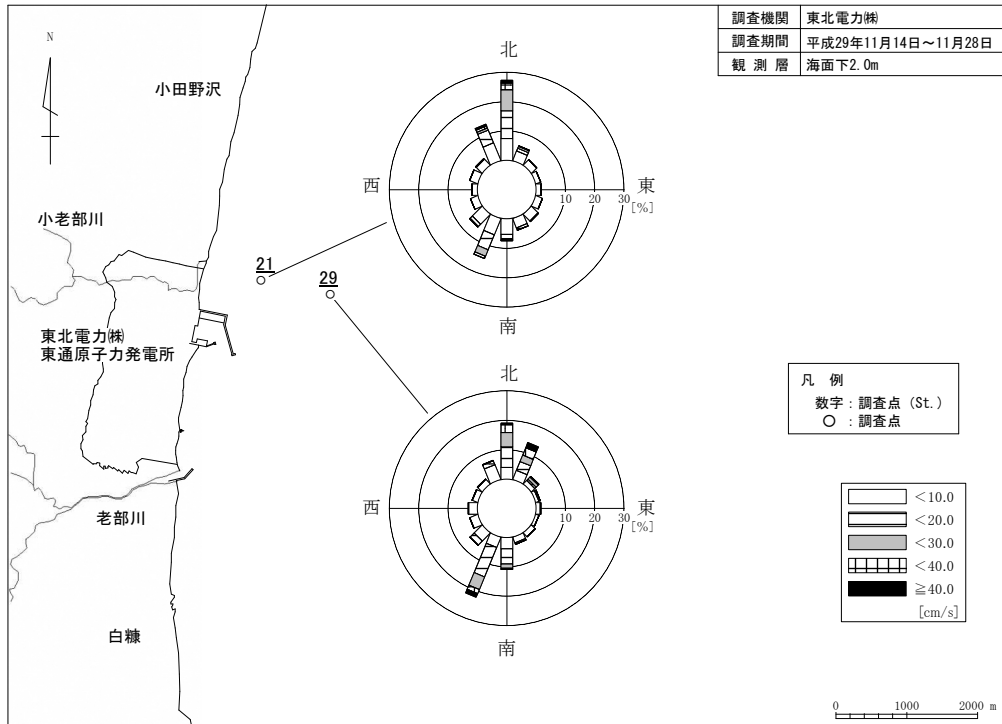 調査機関 東北電力㈱
調査期間 平成29年11月14日～11月28日
観測層 海面下2.0m
N
小田野沢
北
西
東
10 20 30
[%]
南
小老部川
21
29
東北電力㈱
東通原子力発電所
北
西
東
10 20 30
[%]
南
凡 例
数字：調査点 (St.)
○ ：調査点
老部川
<10.0
<20.0
<30.0
<40.0
≧40.0
[cm/s]
白糠
0 1000 2000 m